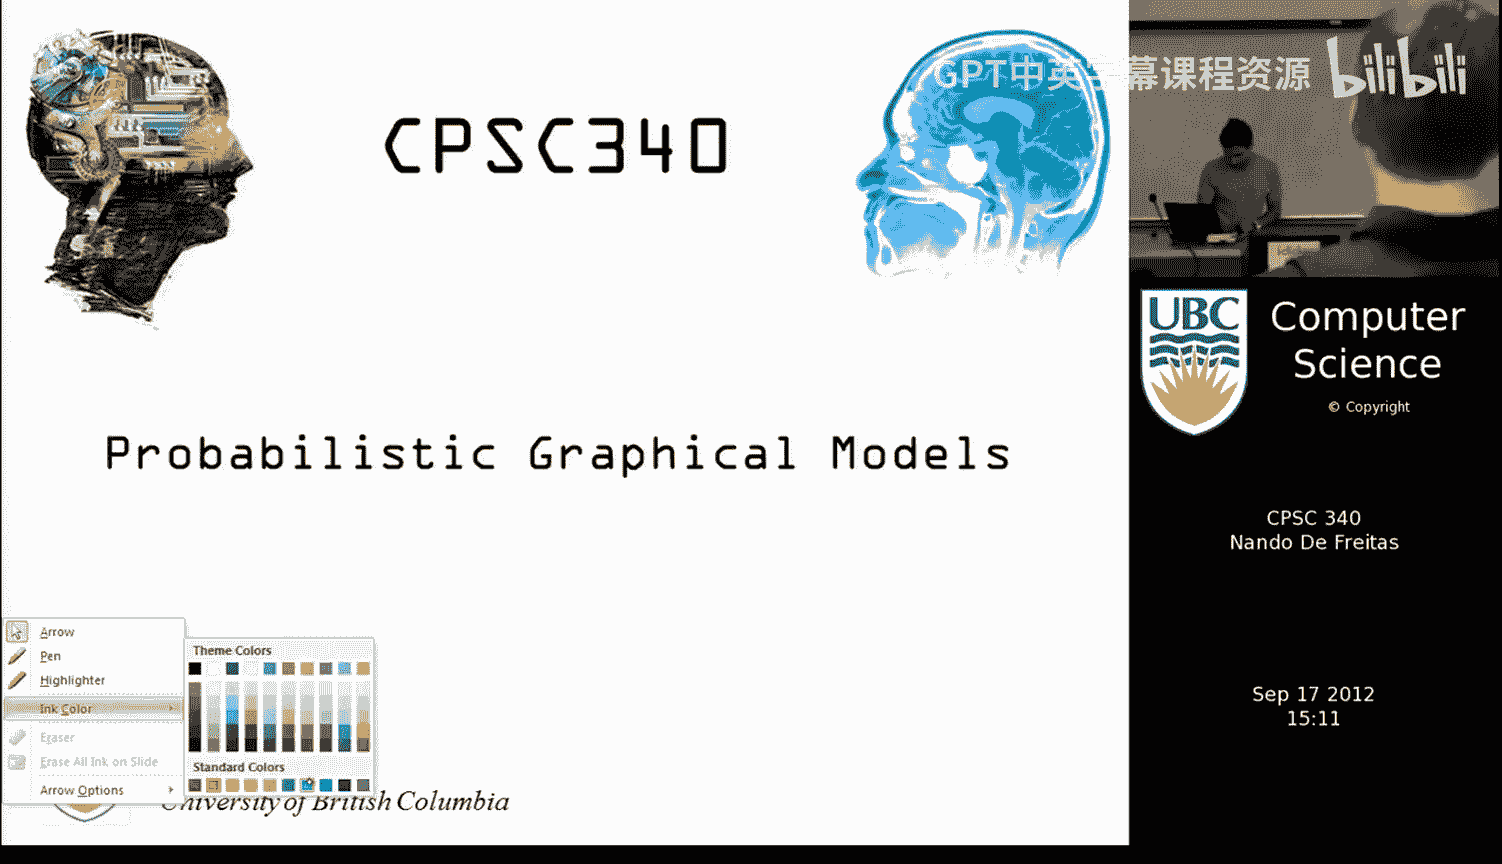 GPT中英字幕课程资源 bilibili
CPSC340
Probabilistic Graphical Models
Arrow
Pen
Highlighter
Ink Color
Eraser
Erase All Ink on Slide
Arrow Options
Theme Colors
Standard Colors
University of British Columbia
UBC
Computer
Science
© Copyright
CPSC 340
Nando De Freitas
Sep 17 2012
15:11